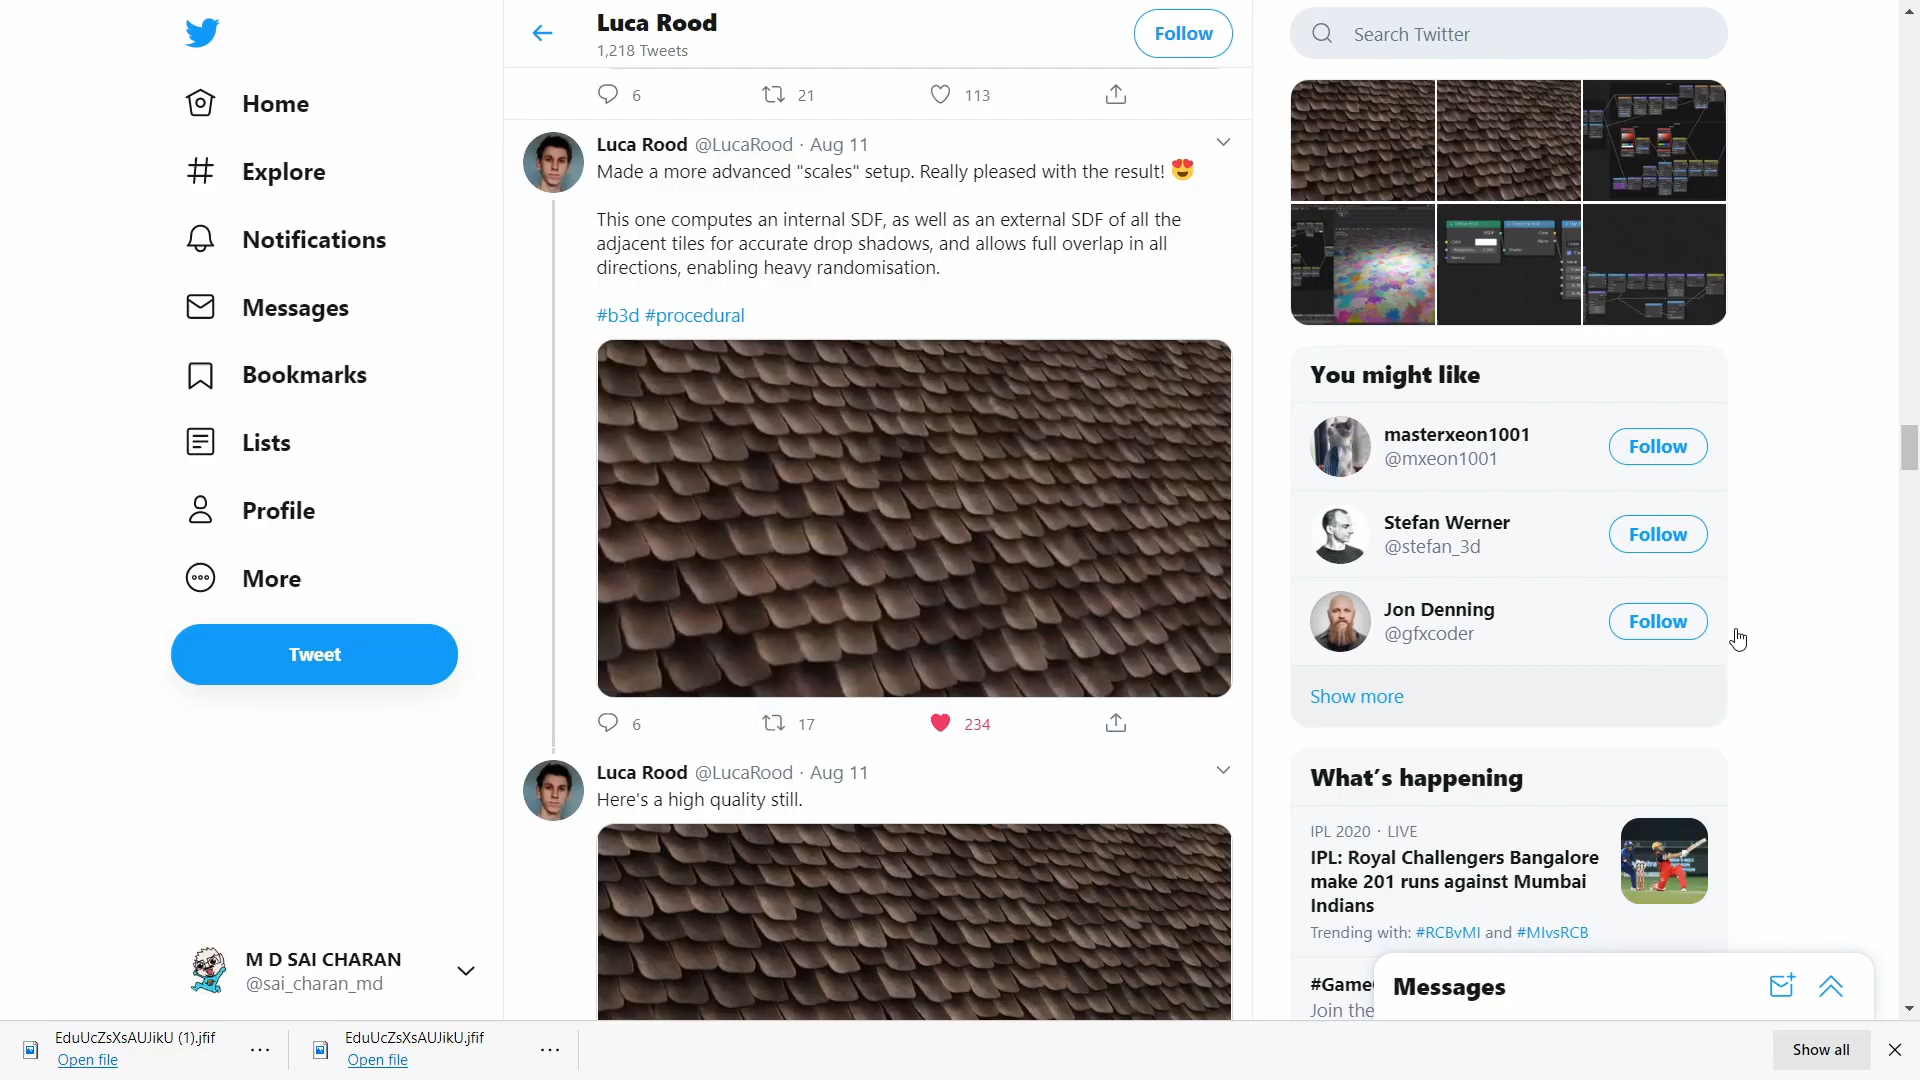 Home
Explore
Notifications
Messages
Bookmarks
Lists
Profile
More
Tweet
M D SAI CHARAN
@sai_charan_md
Luca Rood
1,218 Tweets
Follow
6
21
113
Luca Rood @LucaRood · Aug 11
Made a more advanced "scales" setup. Really pleased with the result! 😍
This one computes an internal SDF, as well as an external SDF of all the
adjacent tiles for accurate drop shadows, and allows full overlap in all
directions, enabling heavy randomisation.
#b3d #procedural
6
17
234
Luca Rood @LucaRood · Aug 11
Here's a high quality still.
Search Twitter
You might like
masterxeon1001
@mxeon1001
Follow
Stefan Werner
@stefan_3d
Follow
Jon Denning
@gfxcoder
Follow
Show more
What's happening
IPL 2020 · LIVE
IPL: Royal Challengers Bangalore
make 201 runs against Mumbai
Indians
Trending with: #RCBvMI and #MIvsRCB
#Game
Join the
Messages
EduUcZsXsAUJikU (1).jfif
Open file
EduUcZsXsAUJikU.jfif
Open file
Show all